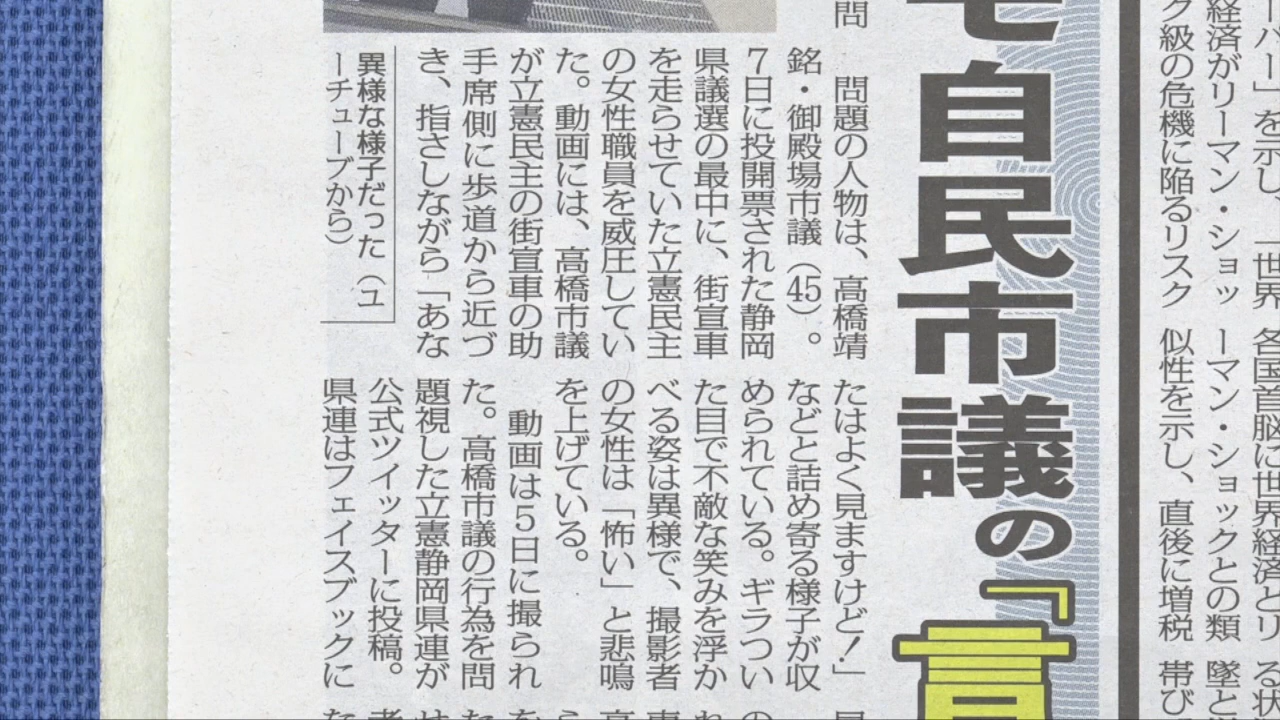 ーパー」を示し、「世界
経済がリーマン・ショッ
ク級の危機に陥るリスク
各国首脳に世界経済とリ
ーマン・ショックとの類
似性を示し、直後に増税
る状
墜と
帯び
モ自民市議の「言
問
問題の人物は、高橋靖
銘・御殿場市議（45）。
7日に投開票された静岡
県議選の最中に、街宣車
を走らせていた立憲民主
の女性職員を威圧してい
た。動画には、高橋市議
が立憲民主の街宣車の助
手席側に歩道から近づ
き、指さしながら「あな
異様な様子だった（ユ
ーチューブから）
たはよく見ますけど！」
などと詰め寄る様子が収
められている。ギラつい
た目で不敵な笑みを浮か
べる姿は異様で、撮影者
の女性は「怖い」と悲鳴
を上げている。
動画は5日に撮られ
た。高橋市議の行為を問
題視した立憲静岡県連が
公式ツイッターに投稿。
県連はフェイスブックに